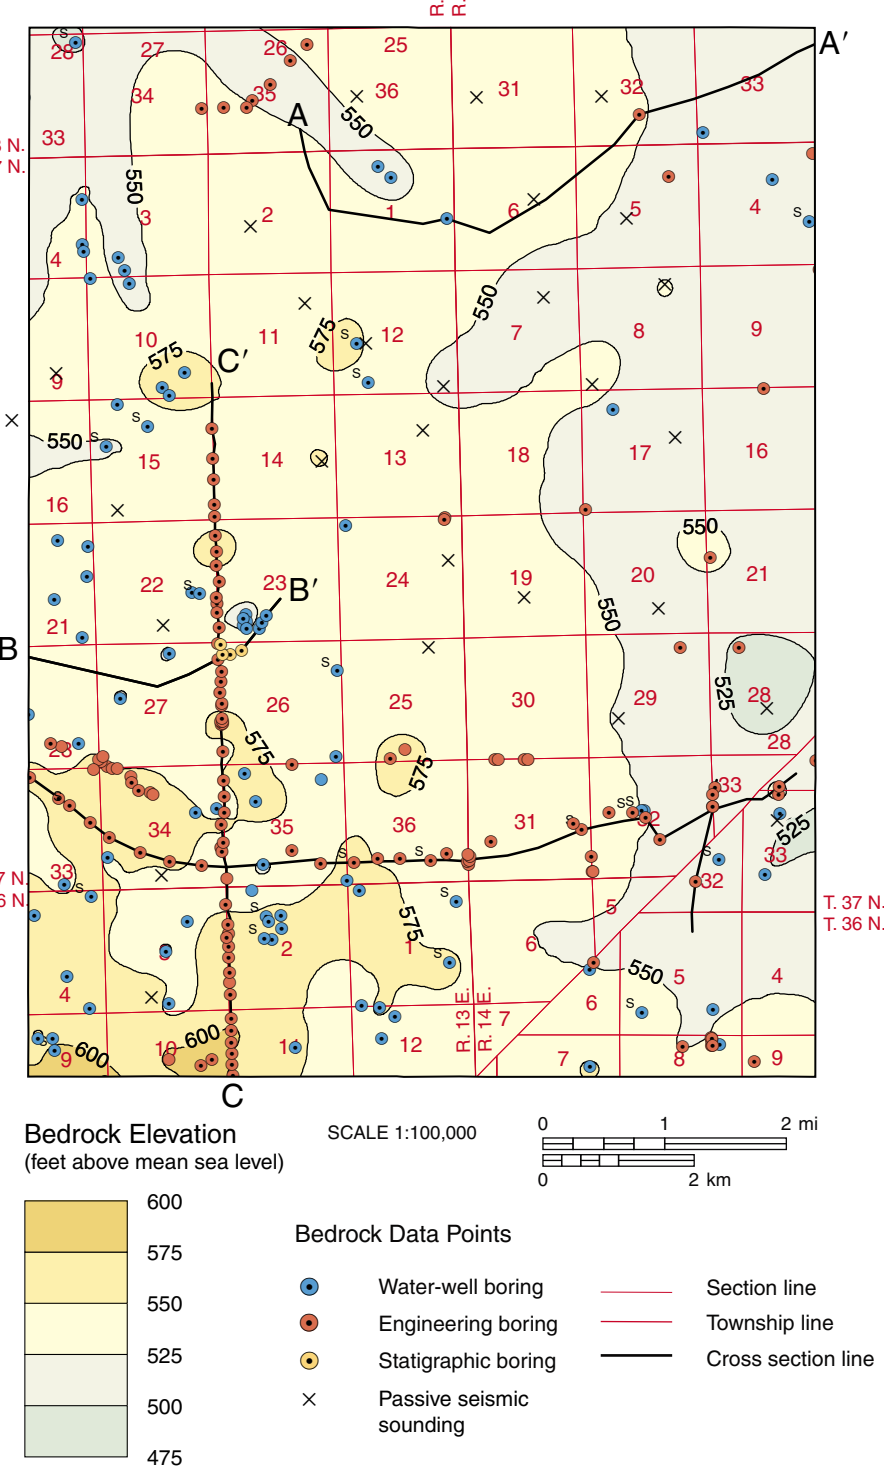 R. R.
A′
S
28 27 26 25
34 35 36 31 32 33
A
550
33
N.
N.
550
3 2 1 6 5 4
S
4
550
575 S
10 11 12 7 8 9
575
C′
9 S
S
550 S
15 14 13 18 17 16
16
550
22 S 23 24 19 20 21
B′
550
21
B
S
27 26 25 30 29 525 28
28
575
28
575
33
S
34 35 36 31 S SS 32
525
S
33 S S 33
7 N.
6 N.
S 32
T. 37 N.
T. 36 N.
S 575 S
S 5
2 1 6
S 550
3 5 4
4
R. 13 E.
R. 14 E.
7 6 S
600 600
9 10 11 12 7 8 9
C
Bedrock Elevation
(feet above mean sea level)
SCALE 1:100,000
0 1 2 mi
0 2 km
600
575
550
525
500
475
Bedrock Data Points
Water-well boring
Engineering boring
Statigraphic boring
Passive seismic
sounding
Section line
Township line
Cross section line